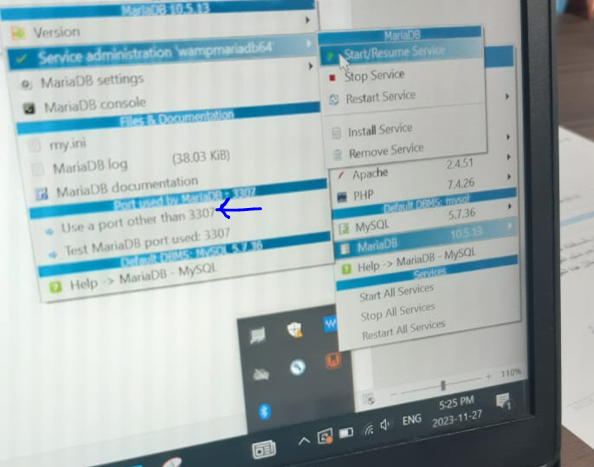 MariaDB 10.5.13
Version
Service administration 'wampmariadb64'
MariaDB settings
MariaDB console
Files & Documentation
my.ini
MariaDB log (38.03 KiB)
MariaDB documentation
Port used by MariaDB - 3307
Use a port other than 3307
Test MariaDB port used: 3307
Default DBMS: MySQL 5.7.36
Help -> MariaDB - MySQL
MariaDB
Start/Resume Service
Stop Service
Restart Service
Install Service
Remove Service
Apache 2.4.51
PHP 7.4.26
Default DBMS: mysql
MySQL 5.7.36
MariaDB 10.5.13
Help -> MariaDB - MySQL
Services
Start All Services
Stop All Services
Restart All Services
W
110%
ENG
5:25 PM
2023-11-27
1